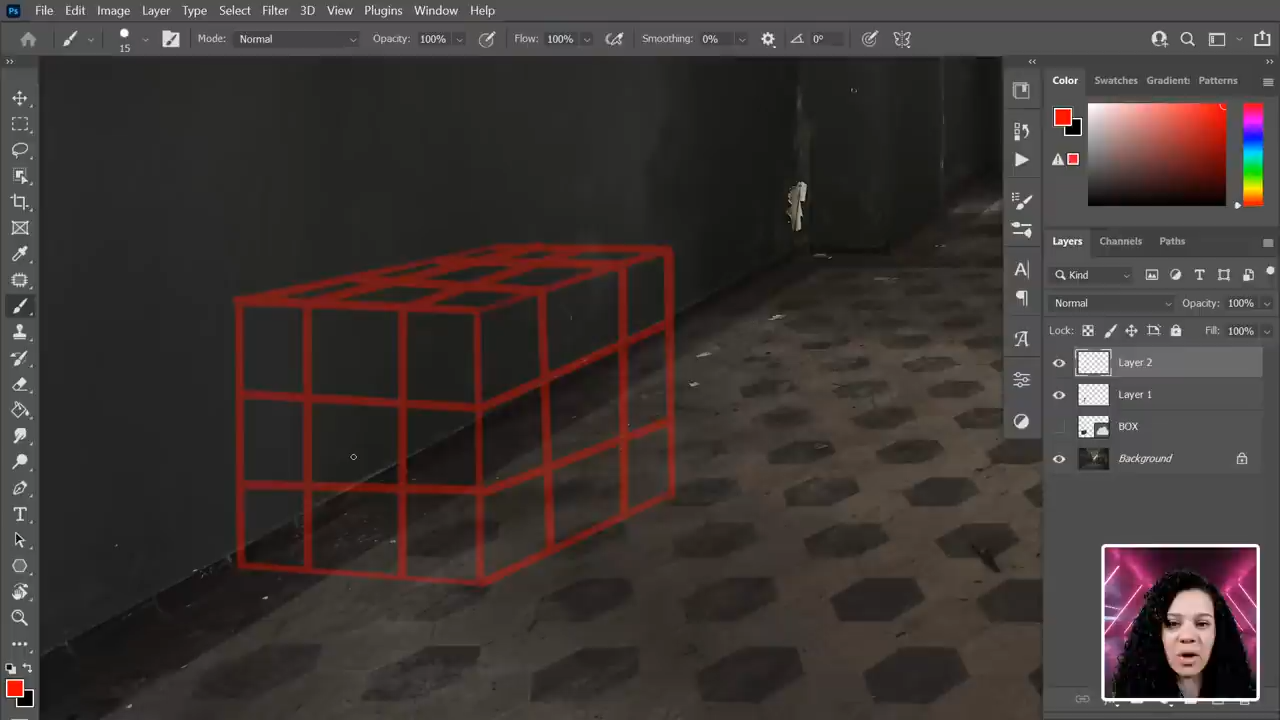 Ps File Edit Image Layer Type Select Filter 3D View Plugins Window Help
15 Mode: Normal Opacity: 100% Flow: 100% Smoothing: 0% 0°
Color Swatches Gradient: Patterns
Layers Channels Paths
Kind
Normal Opacity: 100%
Lock: Fill: 100%
Layer 2
Layer 1
BOX
Background